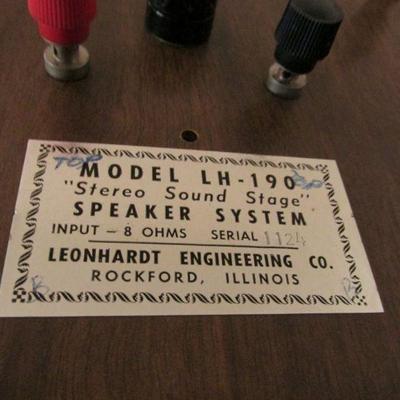 TOP TOP
MODEL LH-190
"Stereo Sound Stage"
SPEAKER SYSTEM
INPUT - 8 OHMS SERIAL 1124
LEONHARDT ENGINEERING CO.
ROCKFORD, ILLINOIS
B B